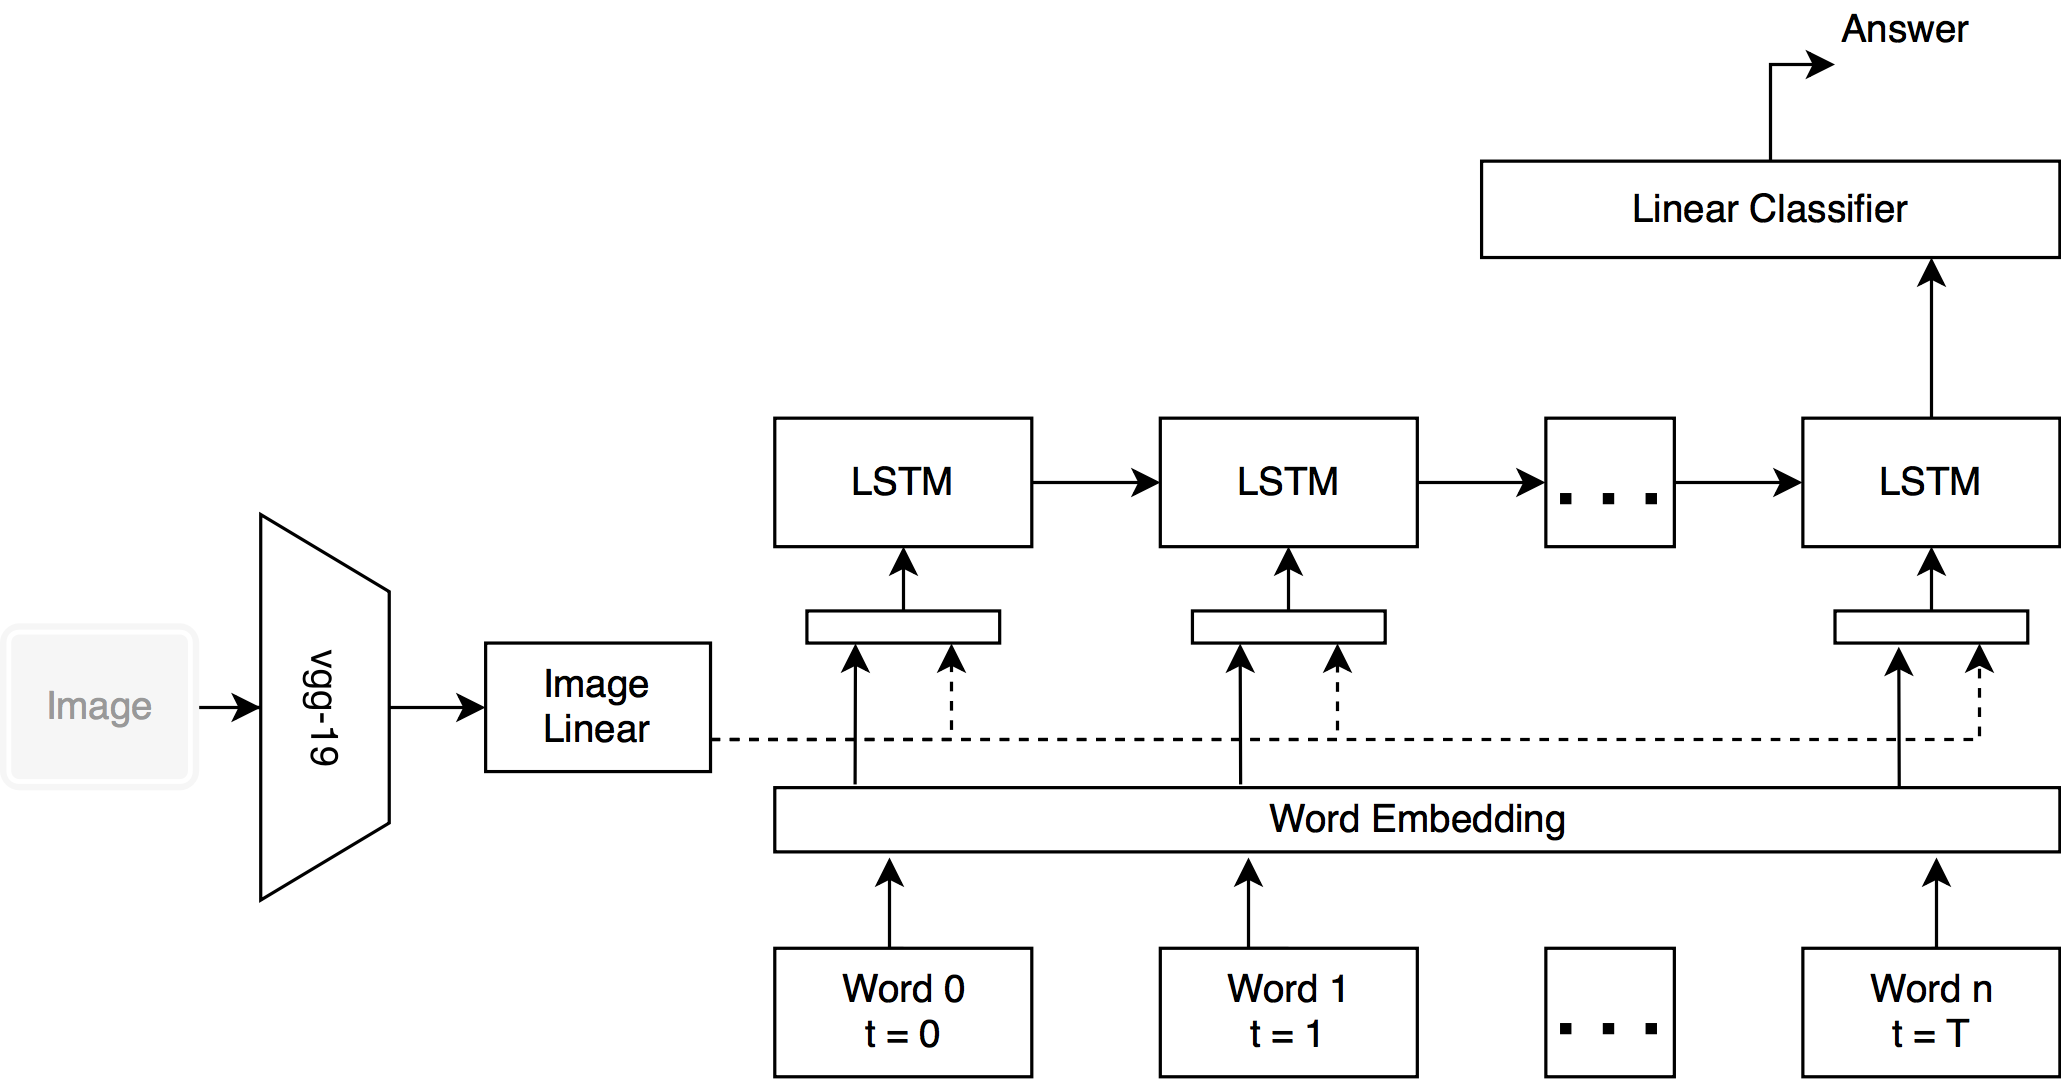 Answer
Linear Classifier
LSTM
LSTM
. . .
LSTM
Image
vgg-19
Image
Linear
Word Embedding
Word 0
t = 0
Word 1
t = 1
. . .
Word n
t = T